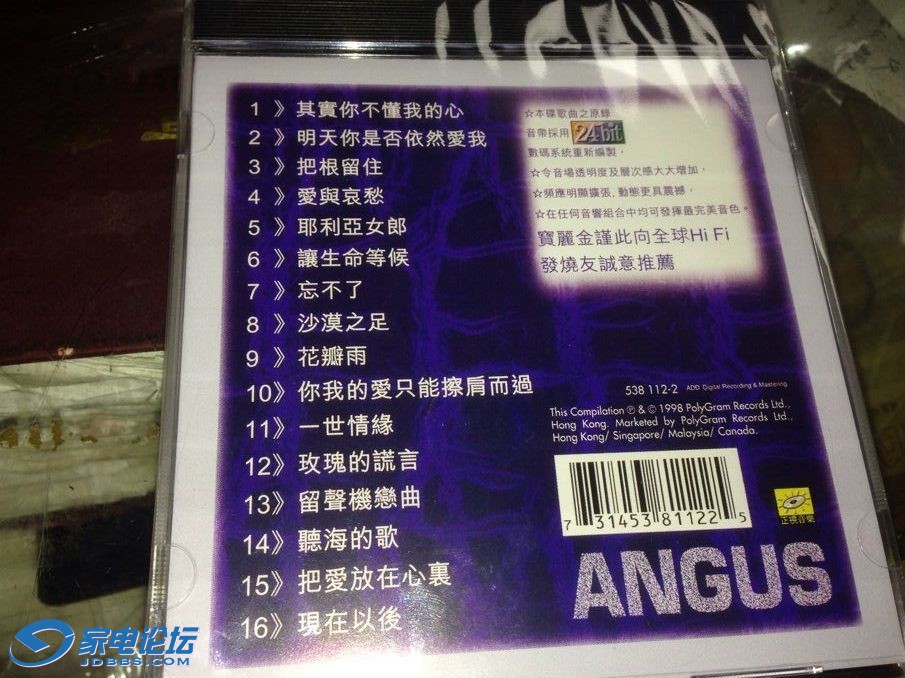 1 》 其實你不懂我的心
2 》 明天你是否依然愛我
3 》 把根留住
4 》 愛與哀愁
5 》 耶利亞女郎
6 》 讓生命等候
7 》 忘不了
8 》 沙漠之足
9 》 花瓣雨
10》 你我的愛只能擦肩而過
11》 一世情緣
12》 玫瑰的謊言
13》 留聲機戀曲
14》 聽海的歌
15》 把愛放在心裏
16》 現在以後
☆本碟歌曲之原錄
音帶採用 24bit
數碼系統重新編製，
☆令音場透明度及層次感大大增加，
☆頻應明顯擴張，動態更具震撼，
☆在任何音響組合中均可發揮最完美音色。
寶麗金謹此向全球Hi Fi
發燒友誠意推薦
538 112-2 ADD Digital Recording & Mastering
This Compilation ℗ & © 1998 PolyGram Records Ltd.,
Hong Kong. Marketed by PolyGram Records Ltd.,
Hong Kong/ Singapore/ Malaysia/ Canada.
7 31453 81122 5
正視音樂
ANGUS
家电论坛
JDBBS.COM